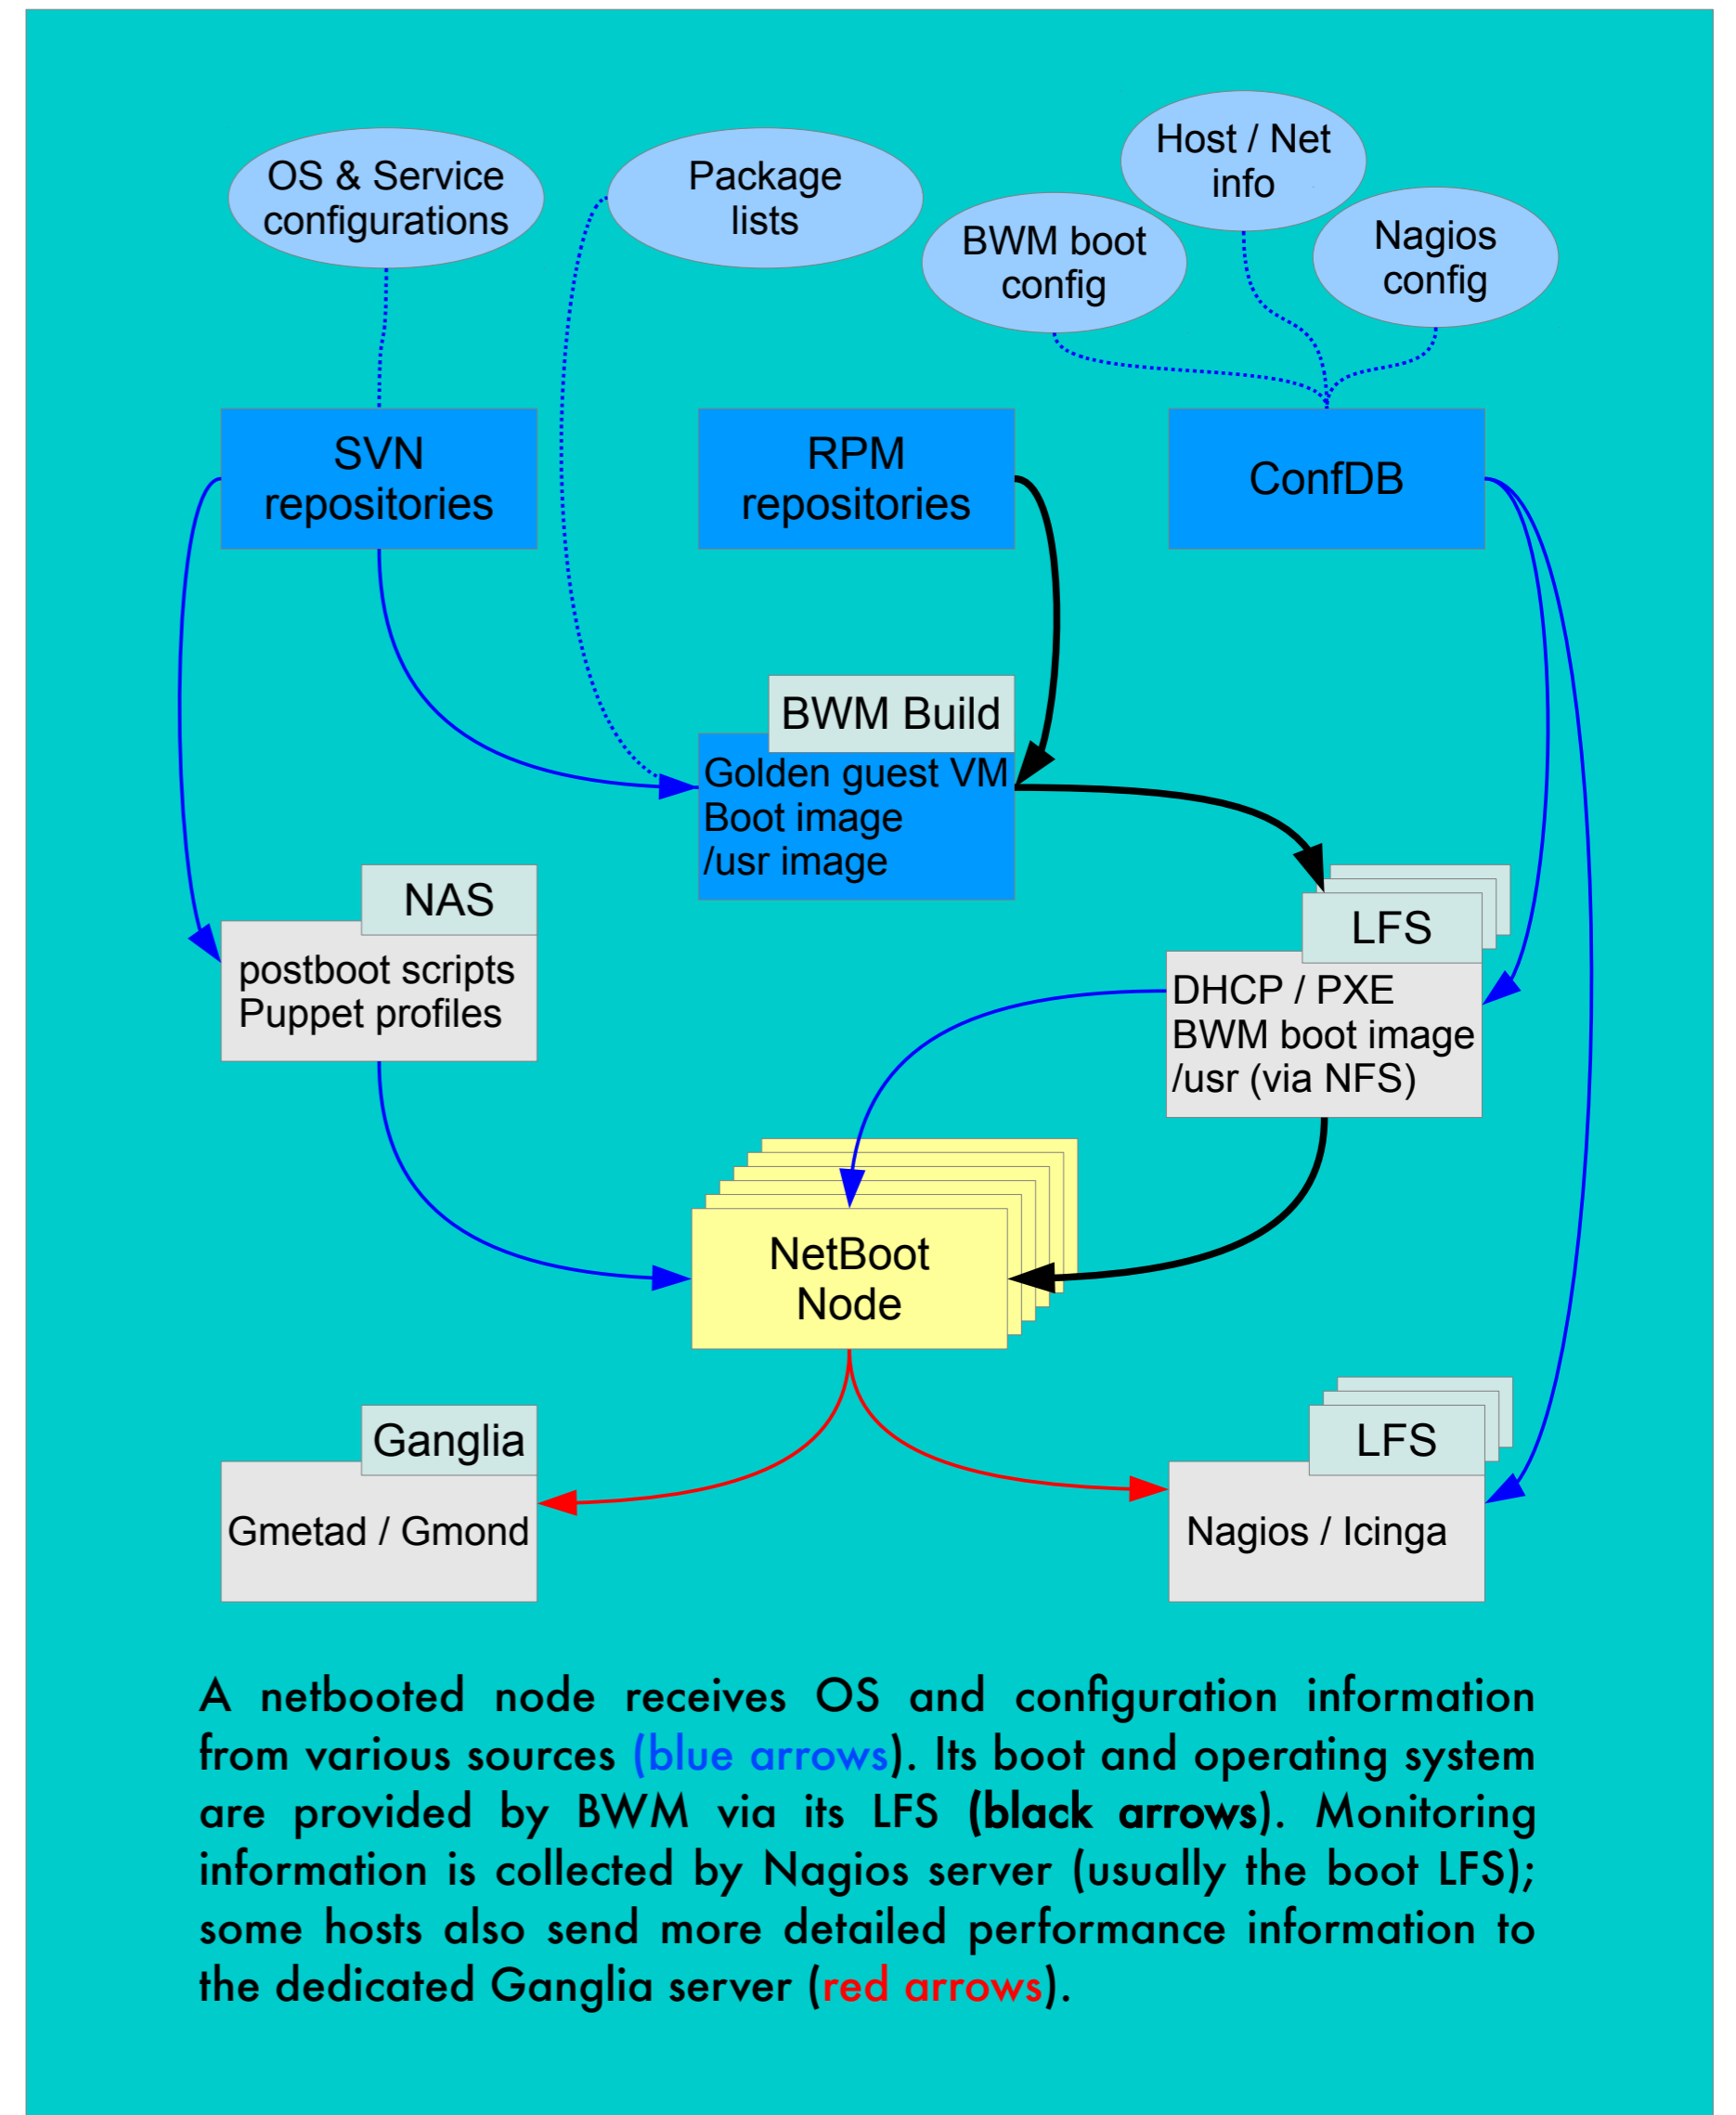 OS & Service
configurations
Package
lists
Host / Net
info
BWM boot
config
Nagios
config
SVN
repositories
RPM
repositories
ConfDB
BWM Build
Golden guest VM
Boot image
/usr image
NAS
postboot scripts
Puppet profiles
LFS
DHCP / PXE
BWM boot image
/usr (via NFS)
NetBoot
Node
Ganglia
Gmetad / Gmond
LFS
Nagios / Icinga
A netbooted node receives OS and configuration information
from various sources (blue arrows). Its boot and operating system
are provided by BWM via its LFS (black arrows). Monitoring
information is collected by Nagios server (usually the boot LFS);
some hosts also send more detailed performance information to
the dedicated Ganglia server (red arrows).